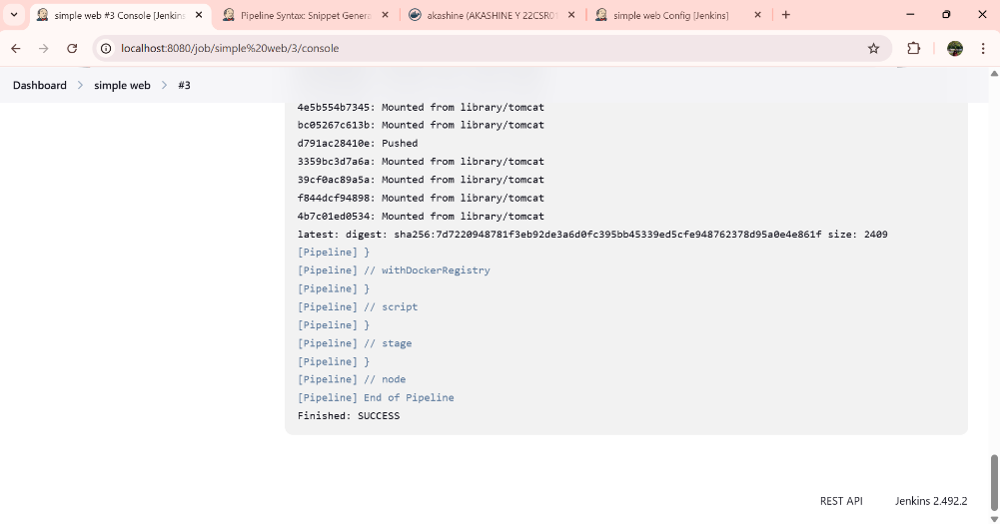 simple web #3 Console [Jenkins
Pipeline Syntax: Snippet Genera
akashine (AKASHINE Y 22CSR01
simple web Config [Jenkins]
localhost:8080/job/simple%20web/3/console
Dashboard > simple web > #3
4e5b554b7345: Mounted from library/tomcat
bc05267c613b: Mounted from library/tomcat
d791ac28410e: Pushed
3359bc3d7a6a: Mounted from library/tomcat
39cf0ac89a5a: Mounted from library/tomcat
f844dcf94898: Mounted from library/tomcat
4b7c01ed0534: Mounted from library/tomcat
latest: digest: sha256:7d7220948781f3eb92de3a6d0fc395bb45339ed5cfe948762378d95a0e4e861f size: 2409
[Pipeline] }
[Pipeline] // withDockerRegistry
[Pipeline] }
[Pipeline] // script
[Pipeline] }
[Pipeline] // stage
[Pipeline] }
[Pipeline] // node
[Pipeline] End of Pipeline
Finished: SUCCESS
REST API
Jenkins 2.492.2